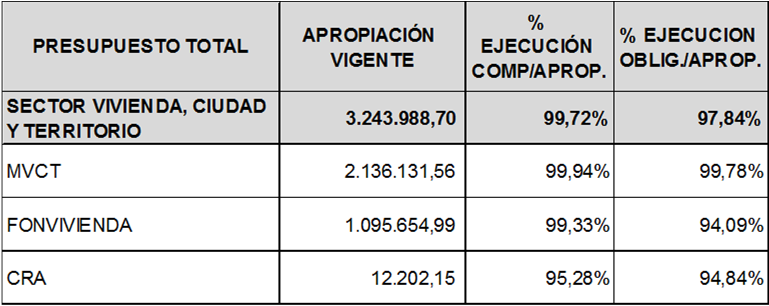 PRESUPUESTO TOTAL
APROPIACIÓN
VIGENTE
%
EJECUCIÓN
COMP/APROP.
% EJECUCION
OBLIG./APROP.
SECTOR VIVIENDA, CIUDAD
Y TERRITORIO
3.243.988,70
99,72%
97,84%
MVCT
2.136.131,56
99,94%
99,78%
FONVIVIENDA
1.095.654,99
99,33%
94,09%
CRA
12.202,15
95,28%
94,84%